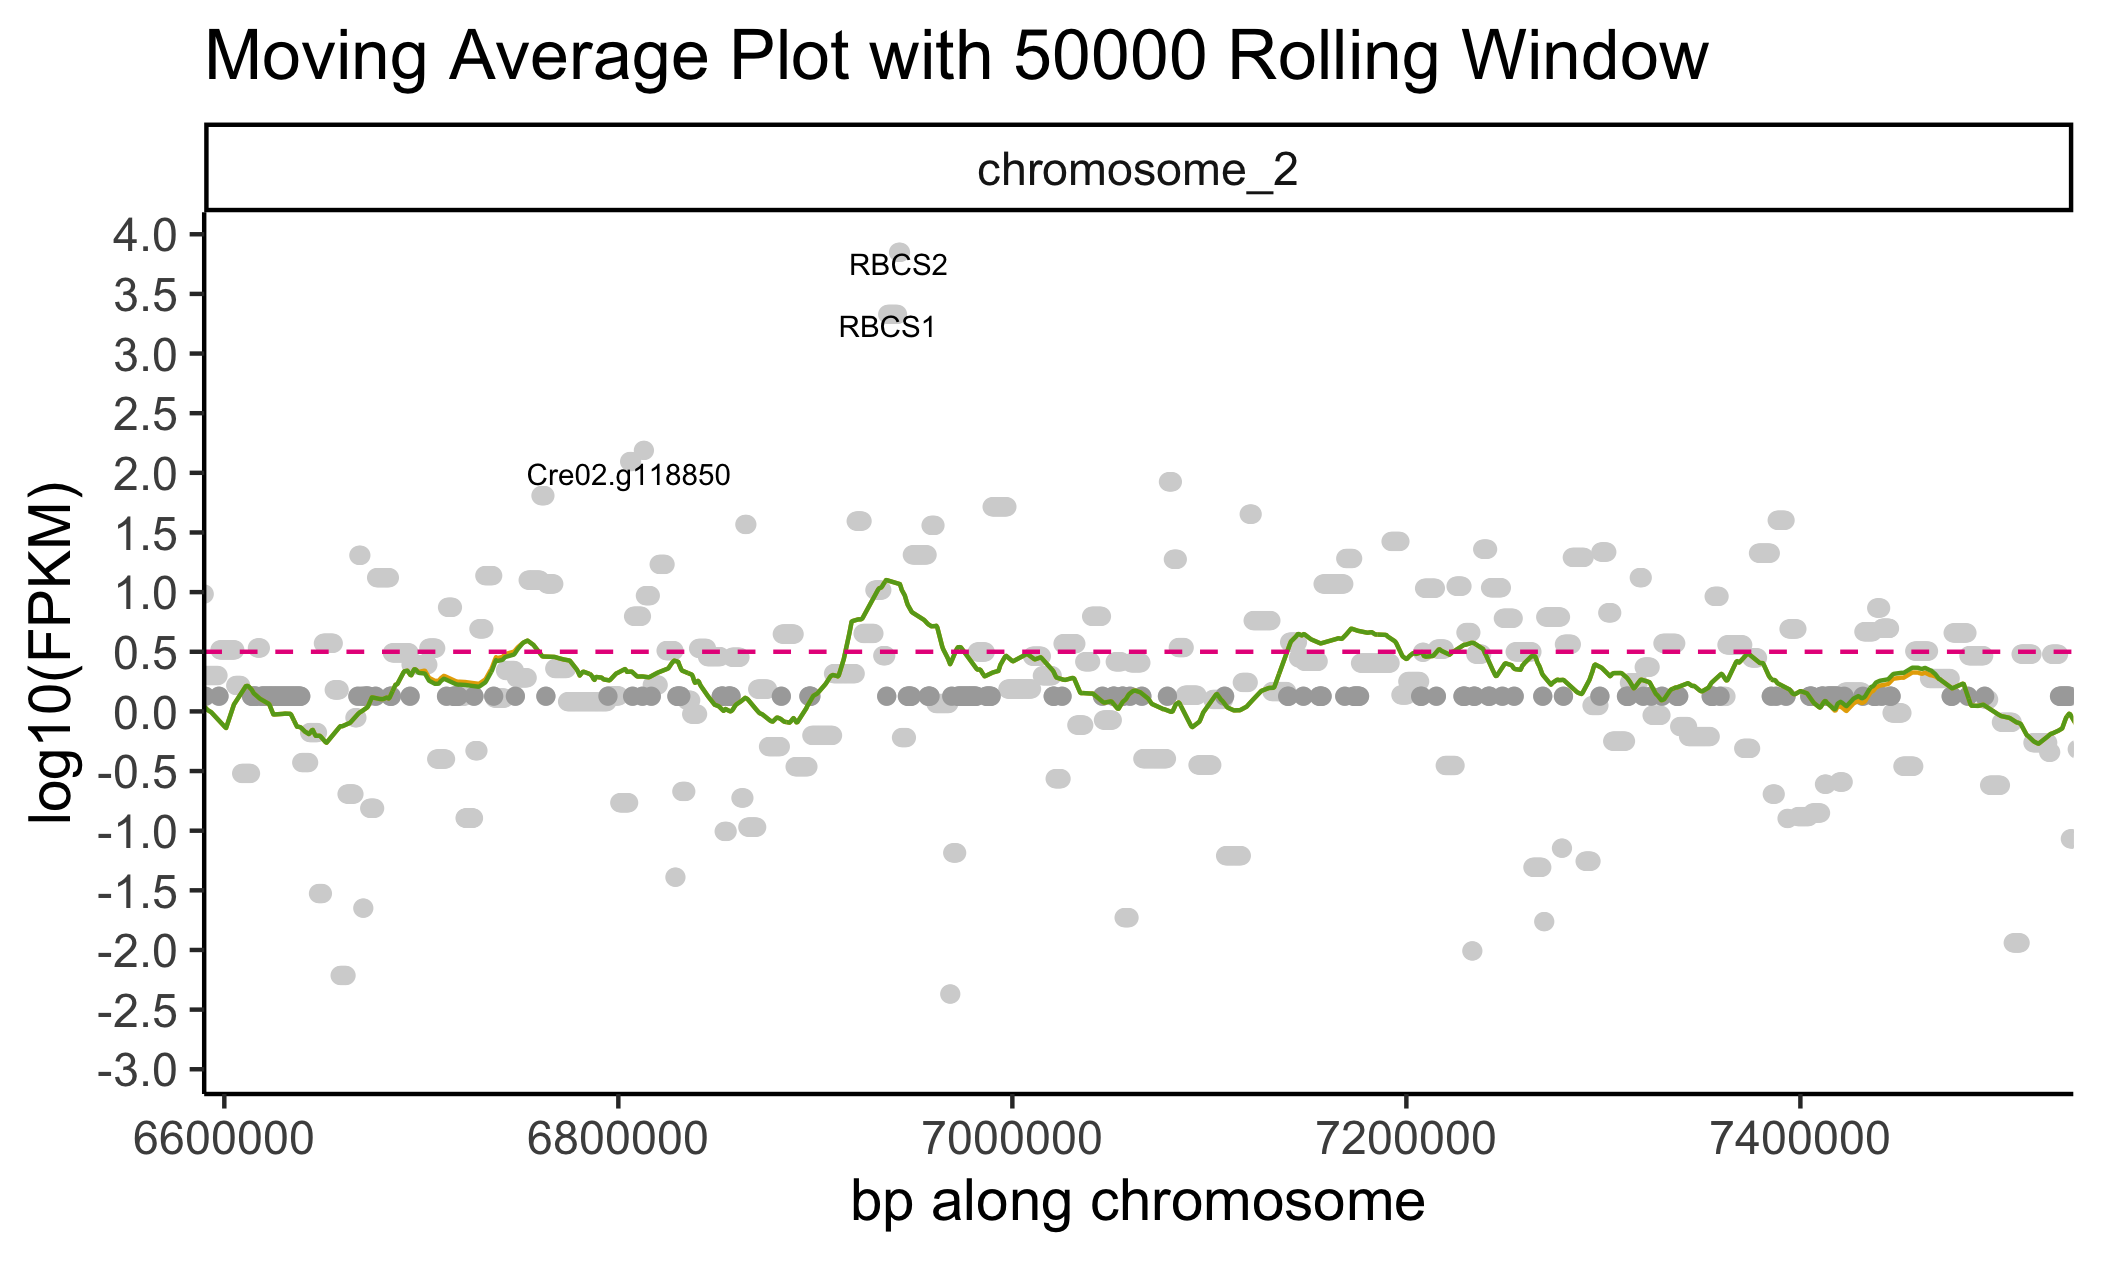 Moving Average Plot with 50000 Rolling Window
chromosome_2
log10(FPKM)
4.0
3.5
3.0
2.5
2.0
1.5
1.0
0.5
0.0
-0.5
-1.0
-1.5
-2.0
-2.5
-3.0
RBCS2
RBCS1
Cre02.g118850
6600000 6800000 7000000 7200000 7400000
bp along chromosome